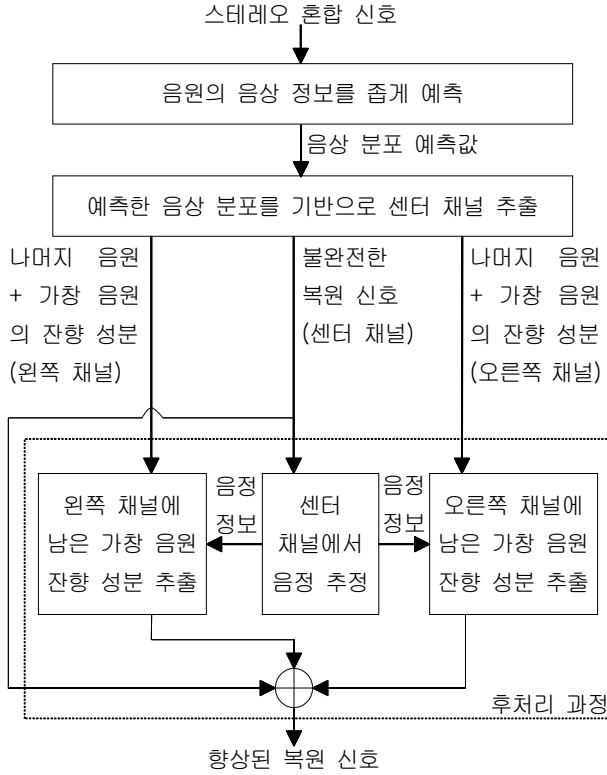 스테레오 혼합 신호
음원의 음상 정보를 좁게 예측
음상 분포 예측값
예측한 음상 분포를 기반으로 센터 채널 추출
나머지 음원
+ 가창 음원
의 잔향 성분
(왼쪽 채널)
불완전한
복원 신호
(센터 채널)
나머지 음원
+ 가창 음원
의 잔향 성분
(오른쪽 채널)
왼쪽 채널에
남은 가창 음원
잔향 성분 추출
음정
정보
센터
채널에서
음정 추정
음정
정보
오른쪽 채널에
남은 가창 음원
잔향 성분 추출
후처리 과정
향상된 복원 신호